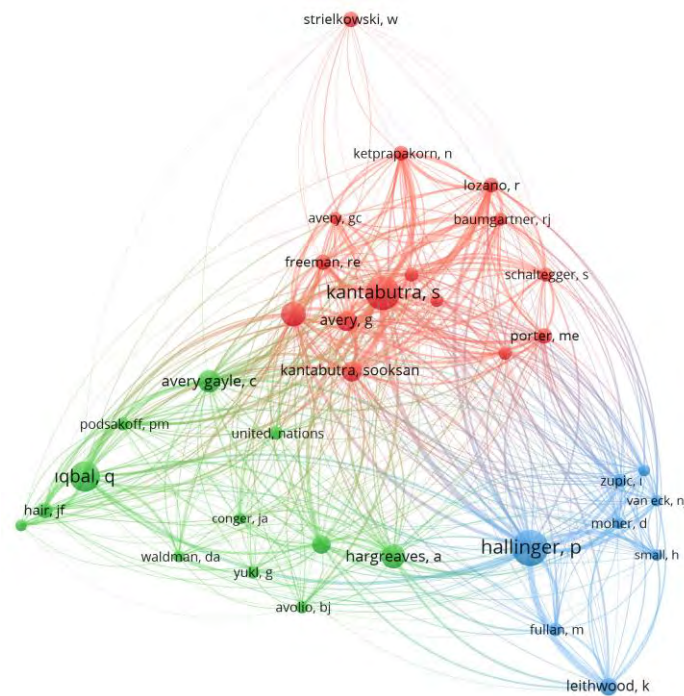 strielkowski, w
ketprapakorn, n
lozano, r
avery, gc
baumgartner, rj
freeman, re
schaltegger, s
kantabutra, s
avery, g
porter, me
kantabutra, sooksan
avery gayle, c
podsakoff, pm
united, nations
ıqbal, q
zupic, ı
van eck, nj
hair, jf
conger, ja
moher, d
hallinger, p
small, h
waldman, da
hargreaves, a
yukl, g
avolio, bj
fullan, m
leithwood, k